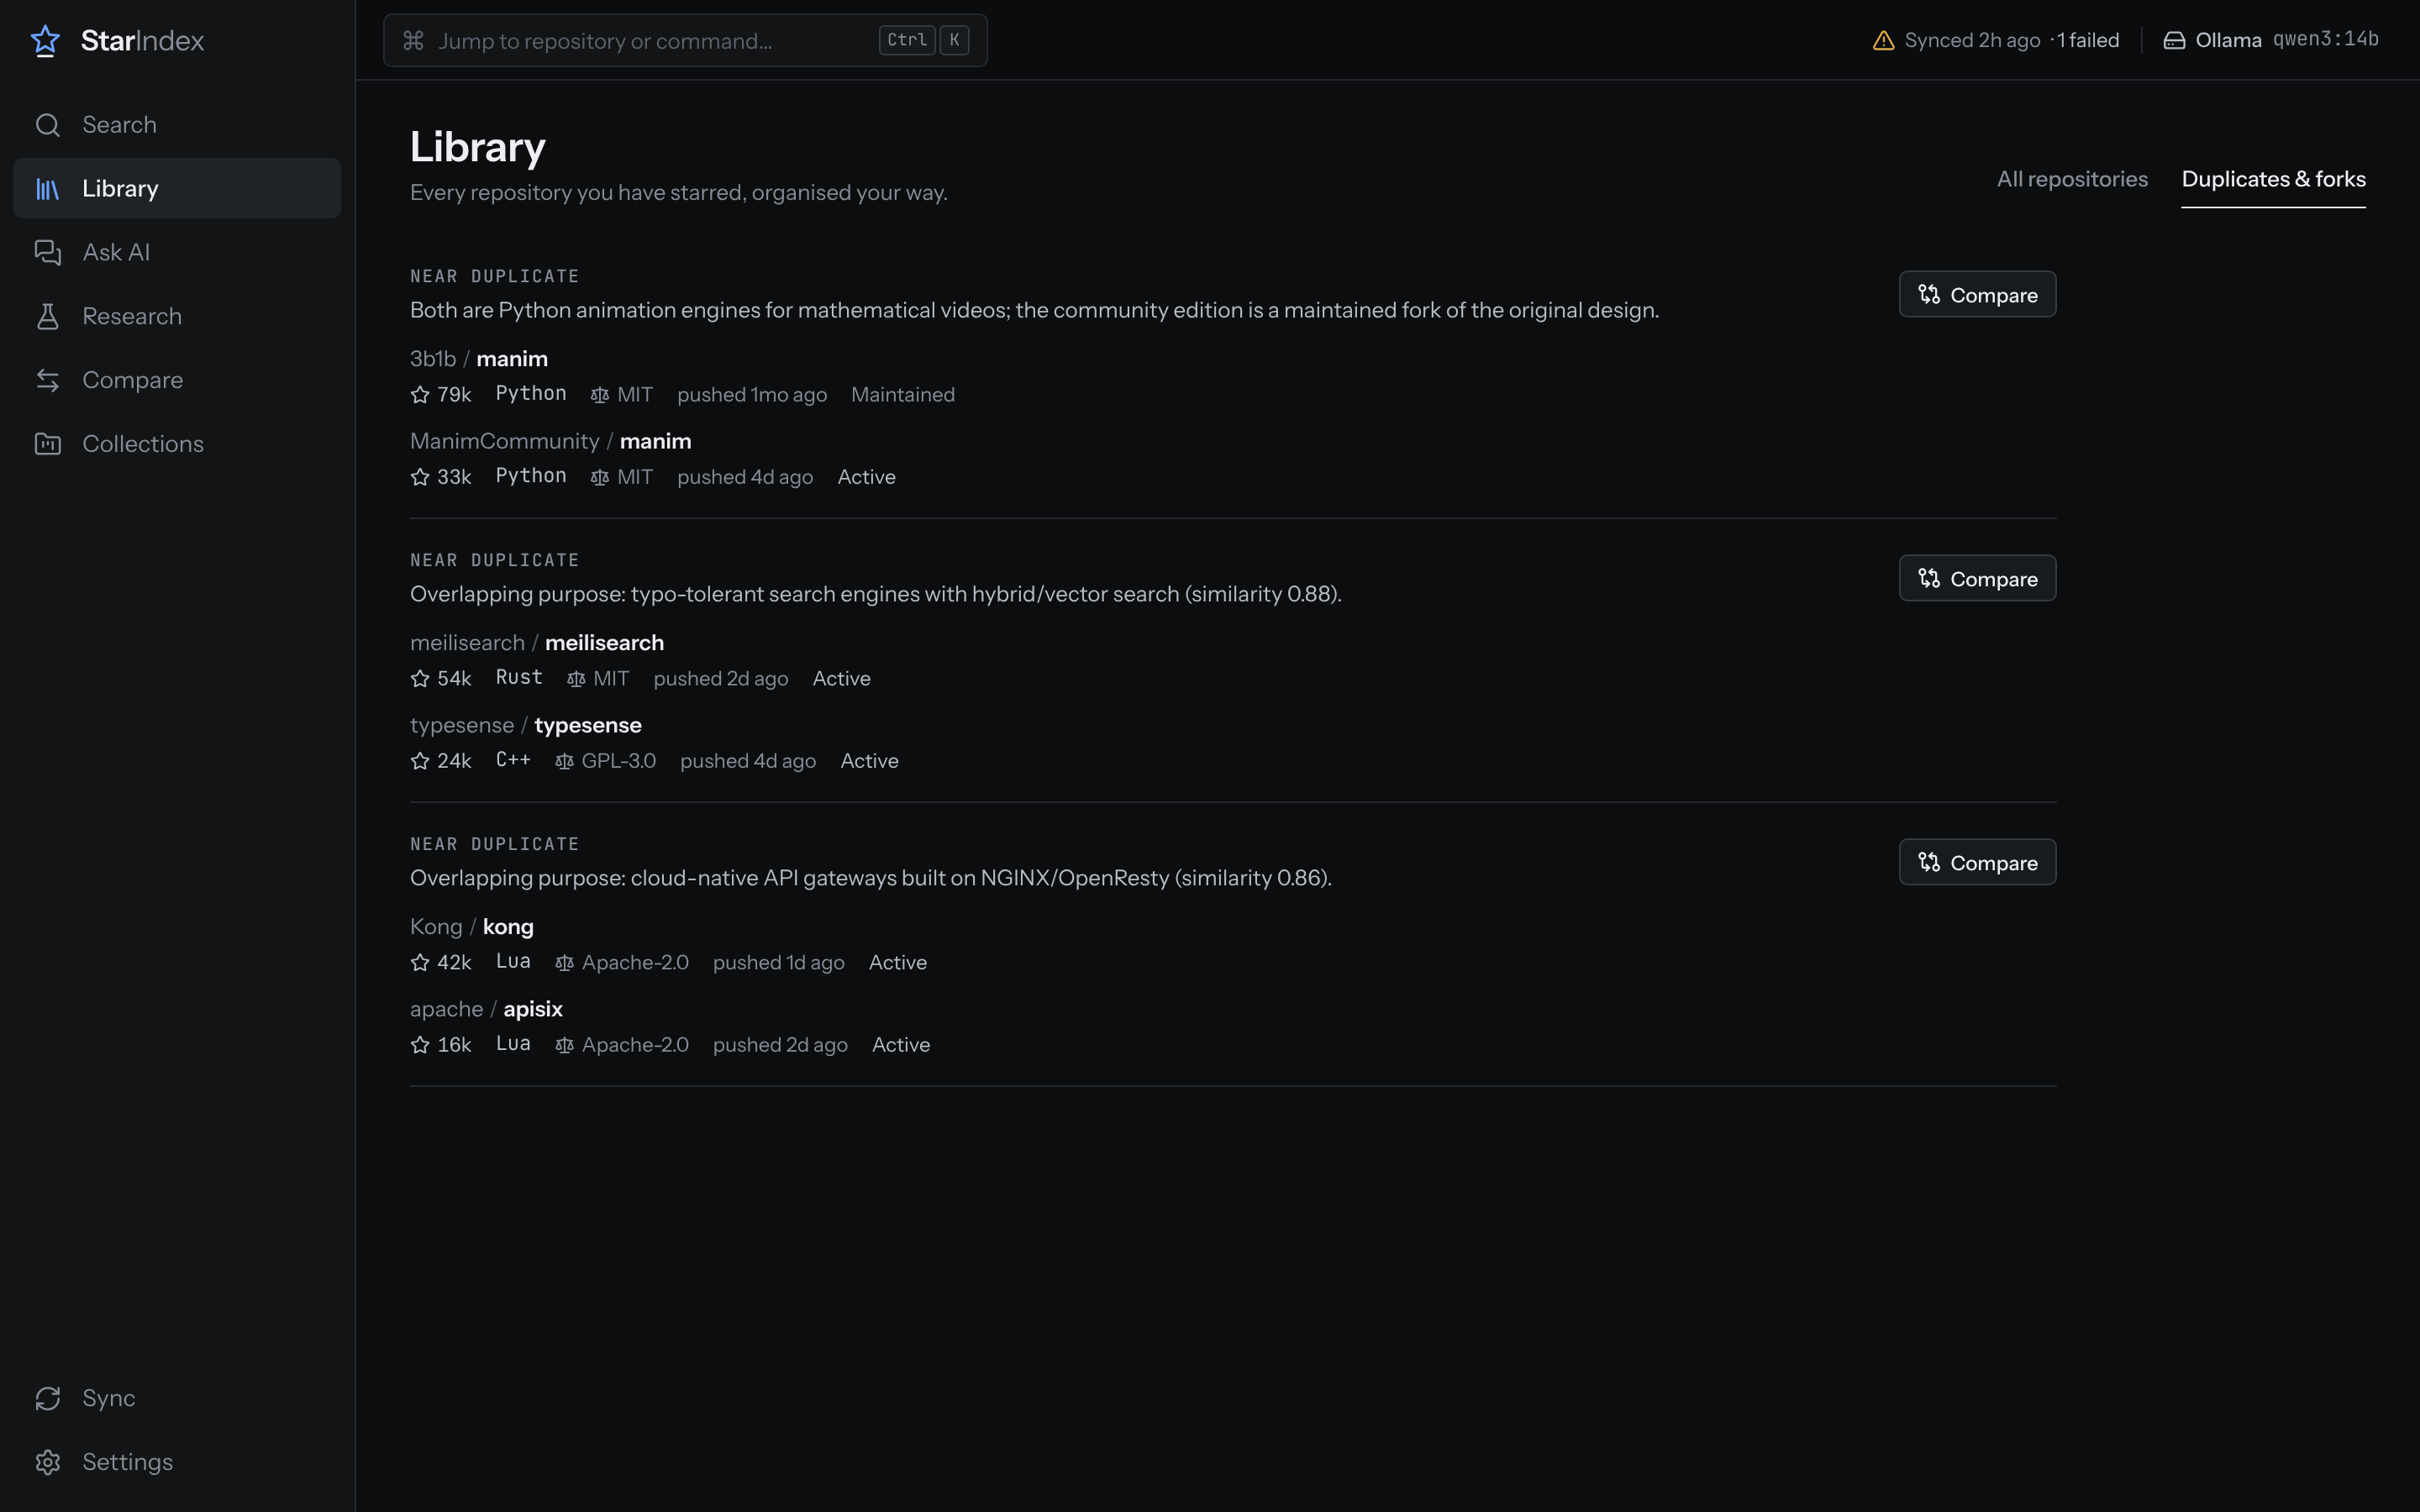 StarIndex
⌘ Jump to repository or command... Ctrl K
Synced 2h ago · 1 failed
Ollama qwen3:14b
Search
Library
Ask AI
Research
Compare
Collections
Sync
Settings
Library
Every repository you have starred, organised your way.
All repositories
Duplicates & forks
NEAR DUPLICATE
Both are Python animation engines for mathematical videos; the community edition is a maintained fork of the original design.
Compare
3b1b / manim
79k Python MIT pushed 1mo ago Maintained
ManimCommunity / manim
33k Python MIT pushed 4d ago Active
NEAR DUPLICATE
Overlapping purpose: typo-tolerant search engines with hybrid/vector search (similarity 0.88).
Compare
meilisearch / meilisearch
54k Rust MIT pushed 2d ago Active
typesense / typesense
24k C++ GPL-3.0 pushed 4d ago Active
NEAR DUPLICATE
Overlapping purpose: cloud-native API gateways built on NGINX/OpenResty (similarity 0.86).
Compare
Kong / kong
42k Lua Apache-2.0 pushed 1d ago Active
apache / apisix
16k Lua Apache-2.0 pushed 2d ago Active